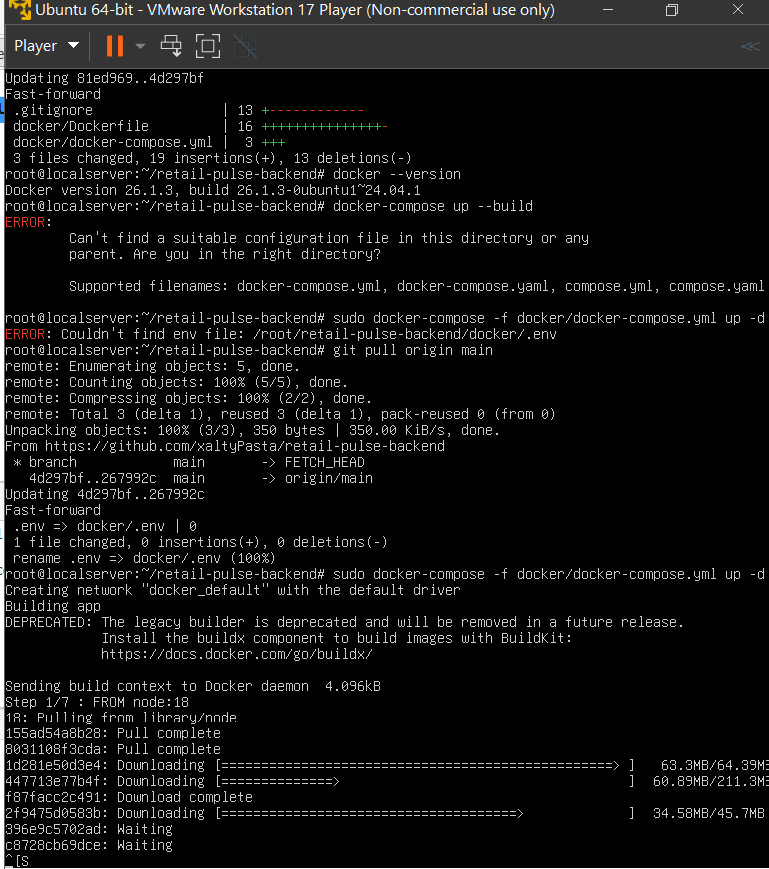 Ubuntu 64-bit - VMware Workstation 17 Player (Non-commercial use only)
Player
Updating 81ed969..4d297bf
Fast-forward
 .gitignore                | 13 +------------
 docker/Dockerfile         | 16 +++++++++++++++-
 docker/docker-compose.yml |  3 +++
 3 files changed, 19 insertions(+), 13 deletions(-)
root@localserver:~/retail-pulse-backend# docker --version
Docker version 26.1.3, build 26.1.3-0ubuntu1~24.04.1
root@localserver:~/retail-pulse-backend# docker-compose up --build
ERROR:
        Can't find a suitable configuration file in this directory or any
        parent. Are you in the right directory?
        Supported filenames: docker-compose.yml, docker-compose.yaml, compose.yml, compose.yaml
root@localserver:~/retail-pulse-backend# sudo docker-compose -f docker/docker-compose.yml up -d
ERROR: Couldn't find env file: /root/retail-pulse-backend/docker/.env
root@localserver:~/retail-pulse-backend# git pull origin main
remote: Enumerating objects: 5, done.
remote: Counting objects: 100% (5/5), done.
remote: Compressing objects: 100% (2/2), done.
remote: Total 3 (delta 1), reused 3 (delta 1), pack-reused 0 (from 0)
Unpacking objects: 100% (3/3), 350 bytes | 350.00 KiB/s, done.
From https://github.com/xaltyPasta/retail-pulse-backend
 * branch            main       -> FETCH_HEAD
   4d297bf..267992c  main       -> origin/main
Updating 4d297bf..267992c
Fast-forward
 .env => docker/.env | 0
 1 file changed, 0 insertions(+), 0 deletions(-)
 rename .env => docker/.env (100%)
root@localserver:~/retail-pulse-backend# sudo docker-compose -f docker/docker-compose.yml up -d
Creating network "docker_default" with the default driver
Building app
DEPRECATED: The legacy builder is deprecated and will be removed in a future release.
            Install the buildx component to build images with BuildKit:
            https://docs.docker.com/go/buildx/
Sending build context to Docker daemon  4.096kB
Step 1/7 : FROM node:18
18: Pulling from library/node
155ad54a8b28: Pull complete
8031108f3cda: Pull complete
1d281e50d3e4: Downloading [=================================================> ]   63.3MB/64.39MB
447713e77b4f: Downloading [==============>                                    ]  60.89MB/211.3MB
f87facc2c491: Download complete
2f9475d0583b: Downloading [=====================================>             ]  34.58MB/45.7MB
396e9c5702ad: Waiting
c8728cb69dce: Waiting
^[S